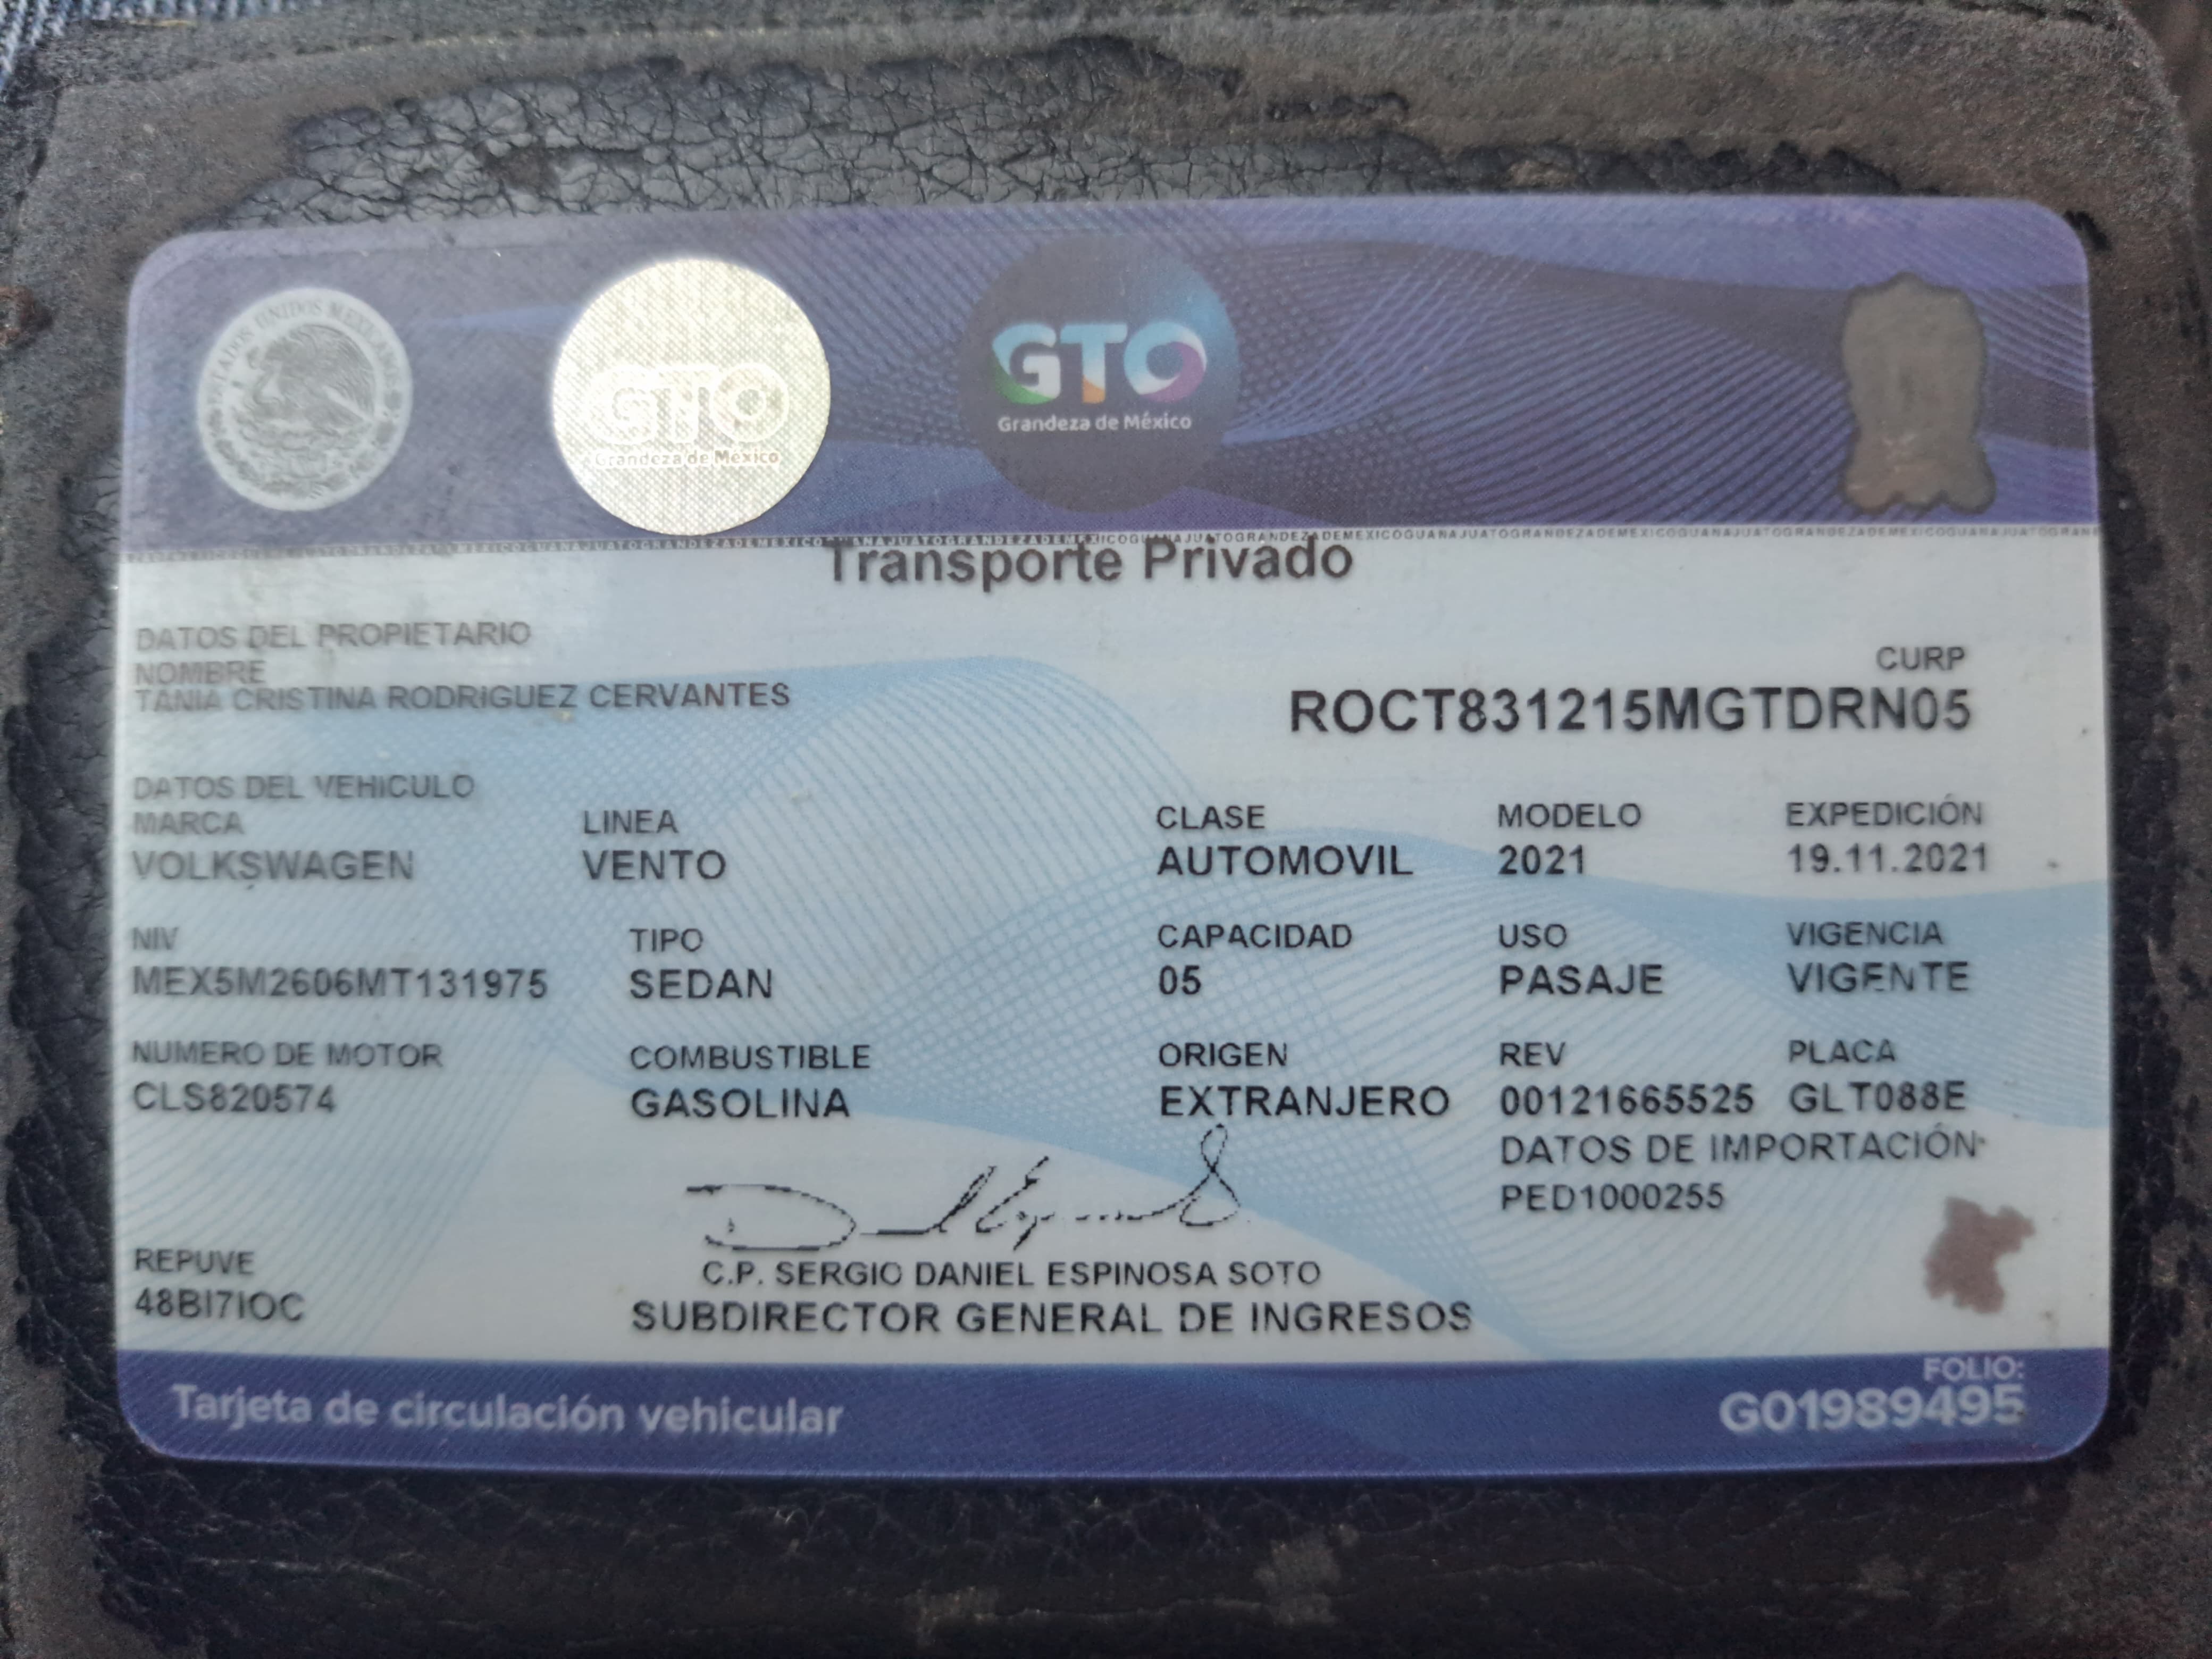 ESTADOS UNIDOS MEXICANOS
GTO
Grandeza de México
GTO
Grandeza de México
Transporte Privado
DATOS DEL PROPIETARIO
NOMBRE
TANIA CRISTINA RODRIGUEZ CERVANTES
CURP
ROCT831215MGTDRN05
DATOS DEL VEHICULO
MARCA LINEA CLASE MODELO EXPEDICIÓN
VOLKSWAGEN VENTO AUTOMOVIL 2021 19.11.2021
NIV TIPO CAPACIDAD USO VIGENCIA
MEX5M2606MT131975 SEDAN 05 PASAJE VIGENTE
NUMERO DE MOTOR COMBUSTIBLE ORIGEN REV PLACA
CLS820574 GASOLINA EXTRANJERO 00121665525 GLT088E
DATOS DE IMPORTACIÓN
PED1000255
REPUVE
48BI7IOC
C.P. SERGIO DANIEL ESPINOSA SOTO
SUBDIRECTOR GENERAL DE INGRESOS
Tarjeta de circulación vehicular
FOLIO:
G01989495